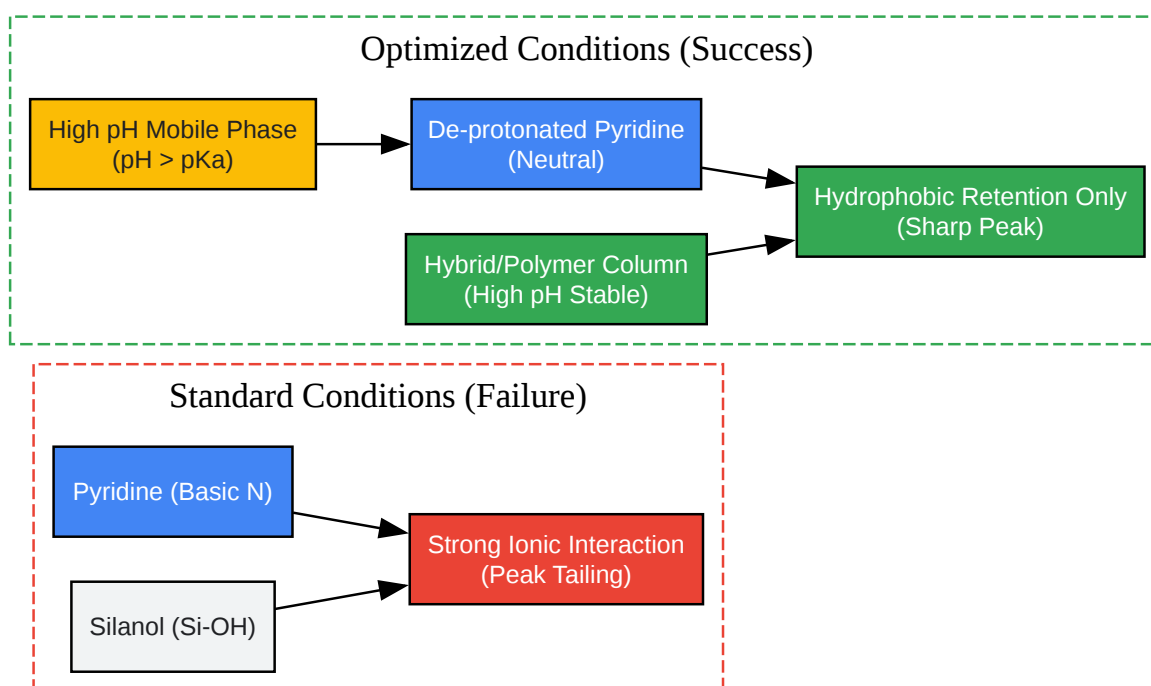 Optimized Conditions (Success)
High pH Mobile Phase
(pH > pKa)
De-protonated Pyridine
(Neutral)
Hydrophobic Retention Only
(Sharp Peak)
Hybrid/Polymer Column
(High pH Stable)
Standard Conditions (Failure)
Pyridine (Basic N)
Strong Ionic Interaction
(Peak Tailing)
Silanol (Si-OH)